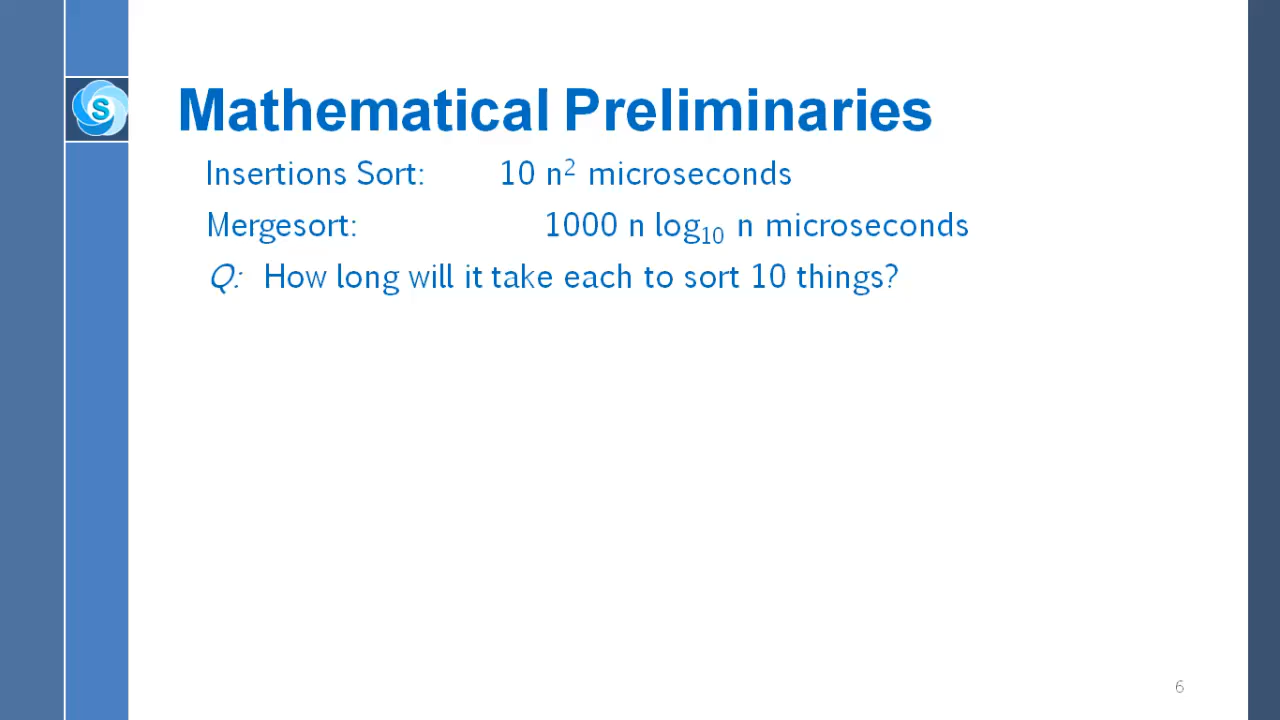 S
Mathematical Preliminaries
Insertions Sort: 10 n² microseconds
Mergesort: 1000 n log₁₀ n microseconds
Q: How long will it take each to sort 10 things?
6